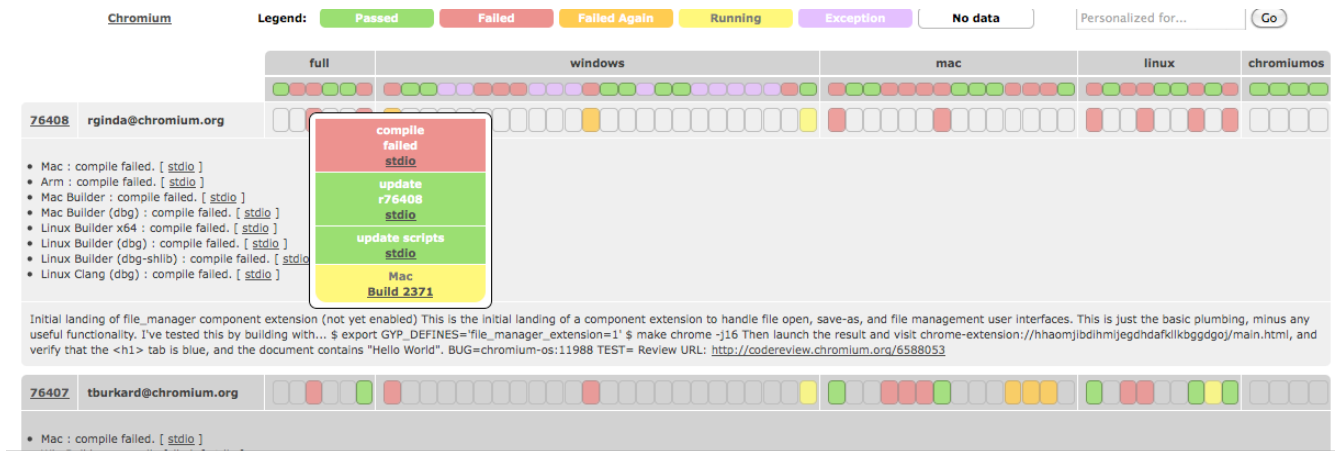 Chromium Legend: Passed Failed Failed Again Running Exception No data Personalized for... Go
full windows mac linux chromiumos
76408 rginda@chromium.org
compile
failed
stdio
update
r76408
stdio
update scripts
stdio
Mac
Build 2371
• Mac : compile failed. [ stdio ]
• Arm : compile failed. [ stdio ]
• Mac Builder : compile failed. [ stdio ]
• Mac Builder (dbg) : compile failed. [ stdio ]
• Linux Builder x64 : compile failed. [ stdio ]
• Linux Builder (dbg) : compile failed. [ stdio ]
• Linux Builder (dbg-shlib) : compile failed. [ stdio
• Linux Clang (dbg) : compile failed. [ stdio ]
Initial landing of file_manager component extension (not yet enabled) This is the initial landing of a component extension to handle file open, save-as, and file management user interfaces. This is just the basic plumbing, minus any
useful functionality. I've tested this by building with... $ export GYP_DEFINES='file_manager_extension=1' $ make chrome -j16 Then launch the result and visit chrome-extension://hhaomjibdihmijegdhdafkllkbggdgoj/main.html, and
verify that the <h1> tab is blue, and the document contains "Hello World". BUG=chromium-os:11988 TEST= Review URL: http://codereview.chromium.org/6588053
76407 tburkard@chromium.org
• Mac : compile failed. [ stdio ]